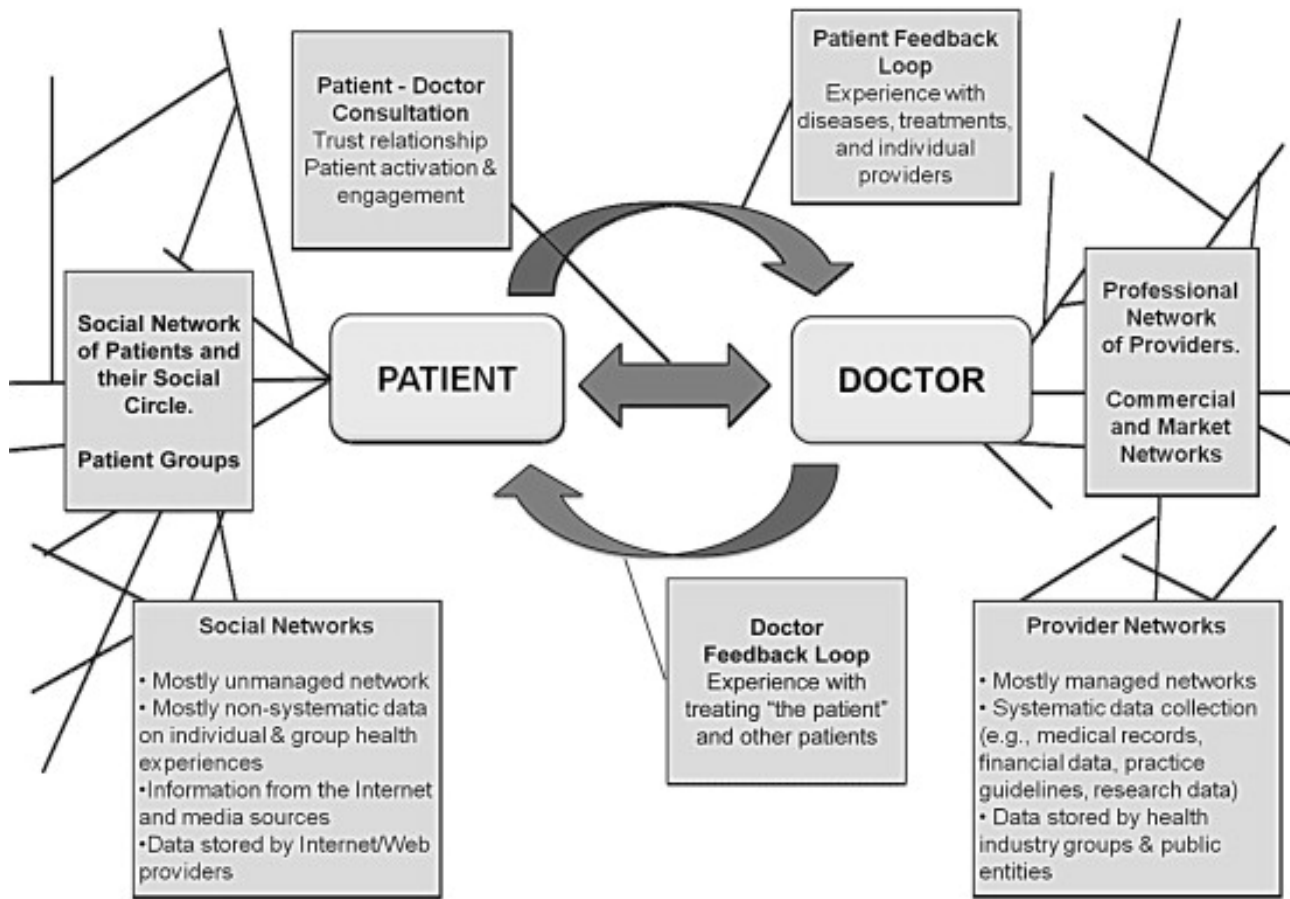 Patient - Doctor
Consultation
Trust relationship
Patient activation &
engagement
Patient Feedback
Loop
Experience with
diseases, treatments,
and individual
providers
Social Network
of Patients and
their Social
Circle.
Patient Groups
PATIENT
DOCTOR
Professional
Network
of Providers.
Commercial
and Market
Networks
Social Networks
• Mostly unmanaged network
• Mostly non-systematic data
on individual & group health
experiences
•Information from the Internet
and media sources
•Data stored by Internet/Web
providers
Doctor
Feedback Loop
Experience with
treating "the patient"
and other patients
Provider Networks
• Mostly managed networks
• Systematic data collection
(e.g., medical records,
financial data, practice
guidelines, research data)
• Data stored by health
industry groups & public
entities